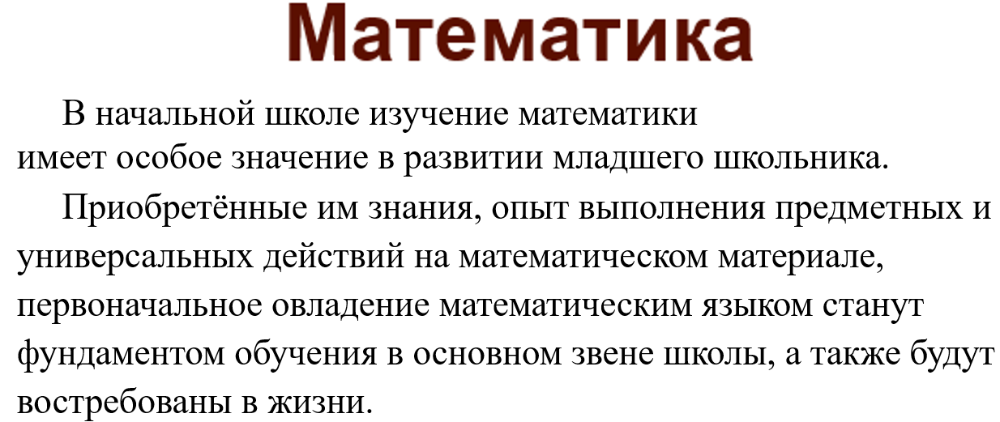 Математика
В начальной школе изучение математики
имеет особое значение в развитии младшего школьника.
Приобретённые им знания, опыт выполнения предметных и
универсальных действий на математическом материале,
первоначальное овладение математическим языком станут
фундаментом обучения в основном звене школы, а также будут
востребованы в жизни.